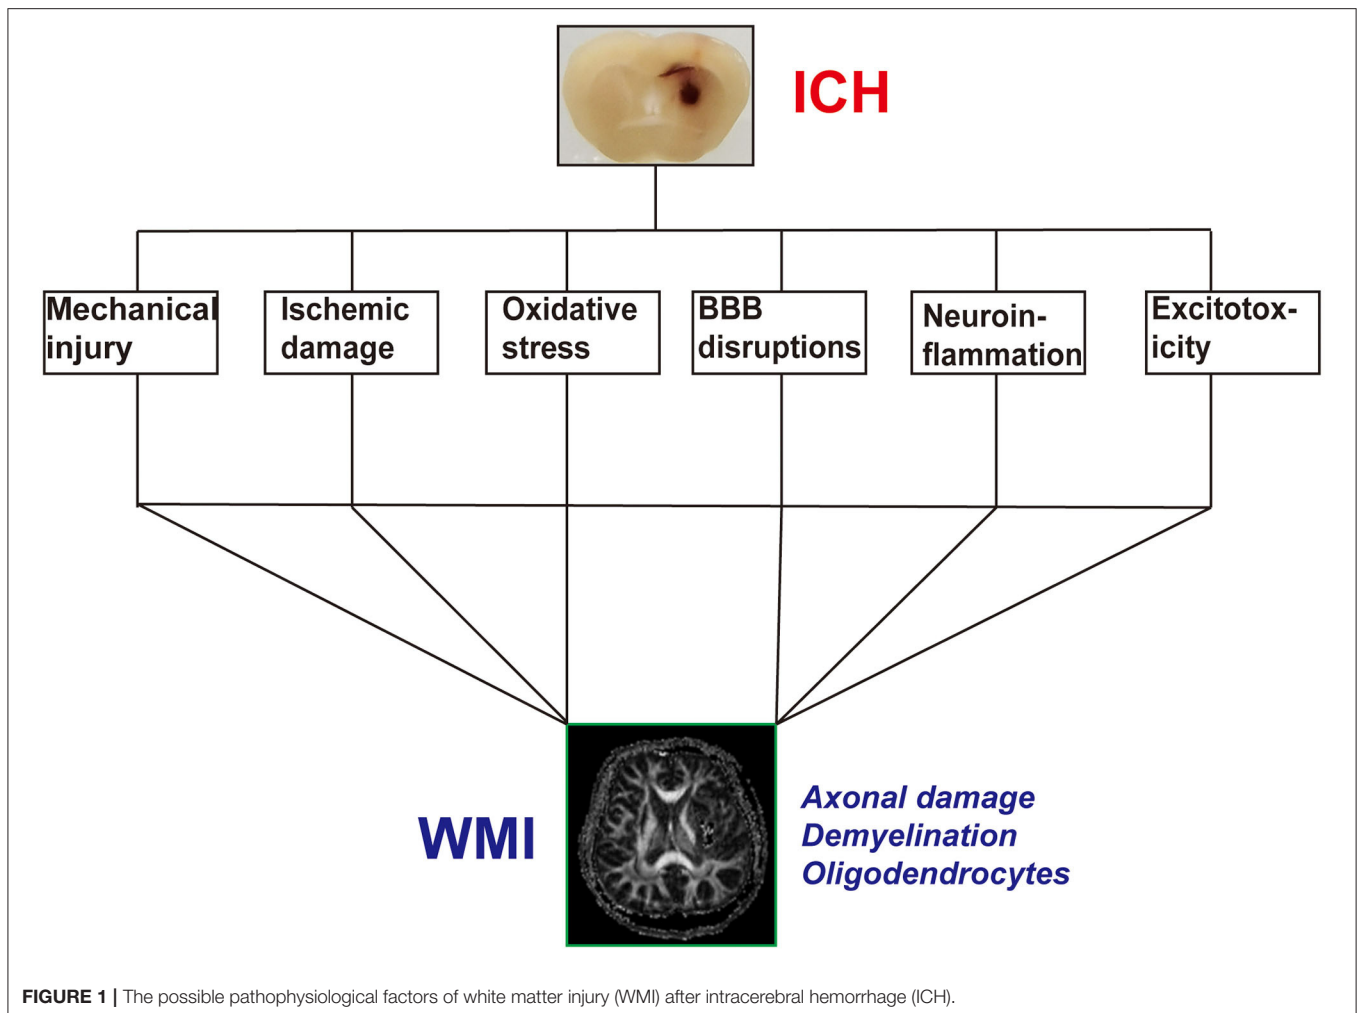 ICH
Mechanical
injury
Ischemic
damage
Oxidative
stress
BBB
disruptions
Neuroin-
flammation
Excitotox-
icity
WMI
Axonal damage
Demyelination
Oligodendrocytes
FIGURE 1 | The possible pathophysiological factors of white matter injury (WMI) after intracerebral hemorrhage (ICH).